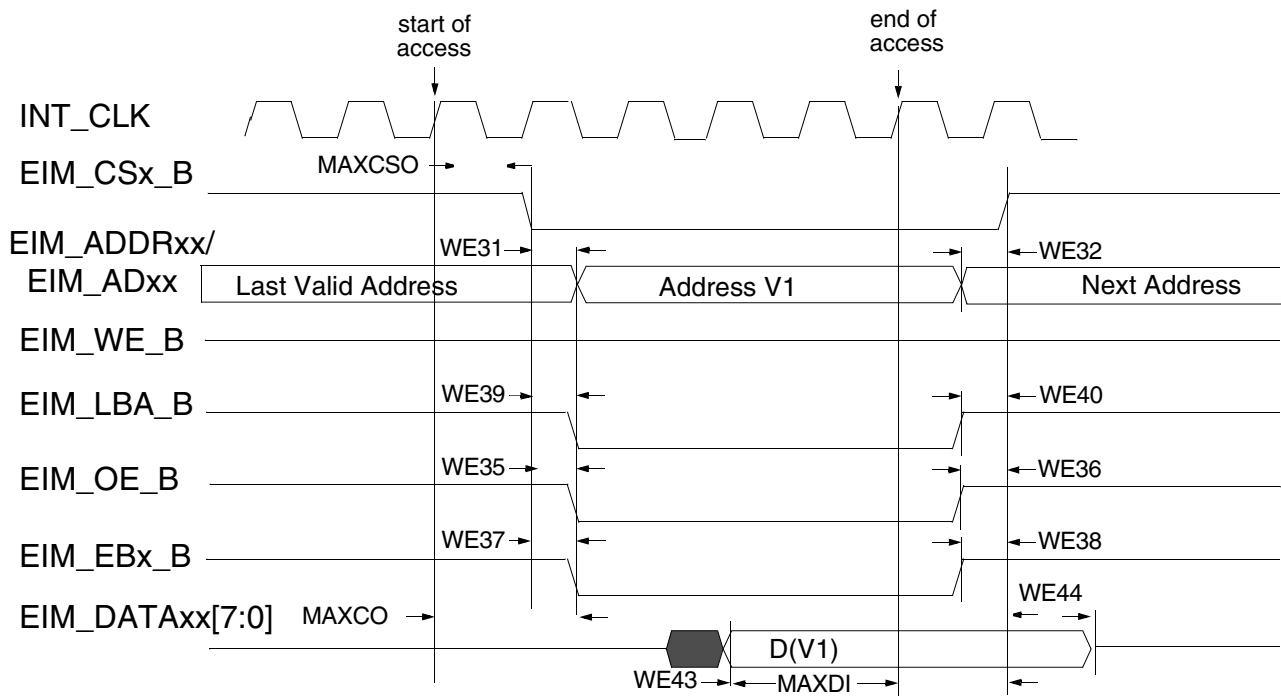 start of
access
end of
access
INT_CLK
MAXCSO
EIM_CSx_B
EIM_ADDRxx/
EIM_ADxx
WE31
WE32
Last Valid Address
Address V1
Next Address
EIM_WE_B
WE39
WE40
EIM_LBA_B
WE35
WE36
EIM_OE_B
WE37
WE38
EIM_EBx_B
WE44
EIM_DATAxx[7:0]
MAXCO
D(V1)
WE43
MAXDI